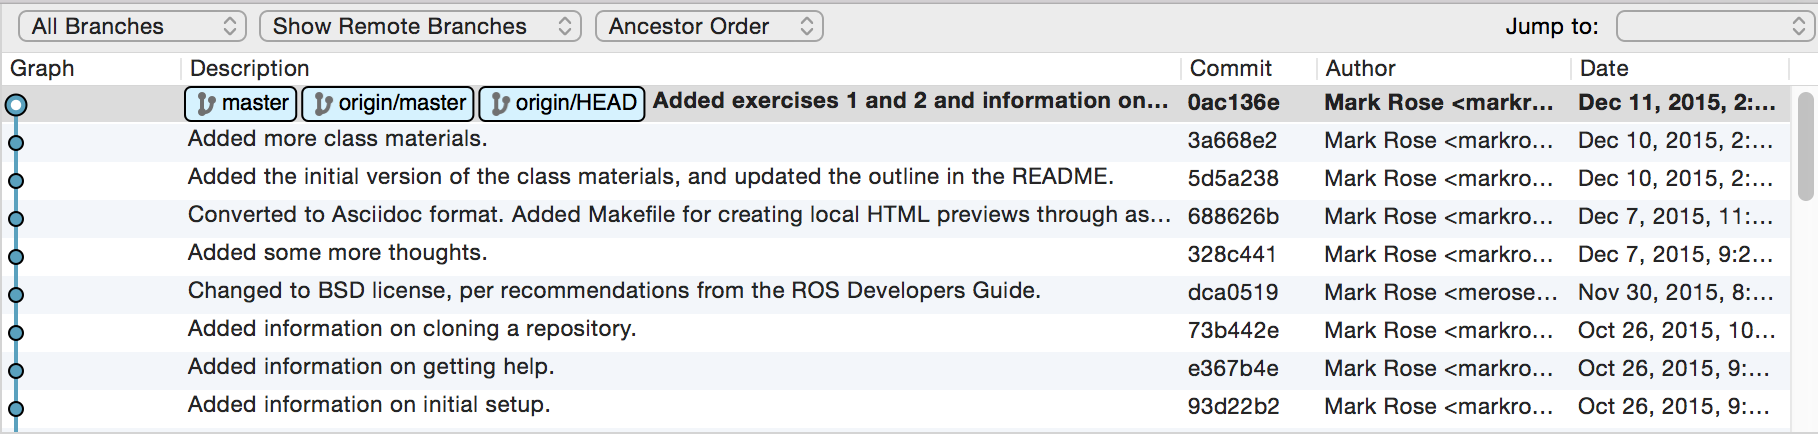 All Branches Show Remote Branches Ancestor Order Jump to:
Graph Description Commit Author Date
master origin/master origin/HEAD Added exercises 1 and 2 and information on... 0ac136e Mark Rose <markr... Dec 11, 2015, 2:...
Added more class materials. 3a668e2 Mark Rose <markro... Dec 10, 2015, 2:...
Added the initial version of the class materials, and updated the outline in the README. 5d5a238 Mark Rose <markro... Dec 10, 2015, 2:...
Converted to Asciidoc format. Added Makefile for creating local HTML previews through as... 688626b Mark Rose <markro... Dec 7, 2015, 11:...
Added some more thoughts. 328c441 Mark Rose <markro... Dec 7, 2015, 9:2...
Changed to BSD license, per recommendations from the ROS Developers Guide. dca0519 Mark Rose <merose... Nov 30, 2015, 8:...
Added information on cloning a repository. 73b442e Mark Rose <markro... Oct 26, 2015, 10...
Added information on getting help. e367b4e Mark Rose <markro... Oct 26, 2015, 9:...
Added information on initial setup. 93d22b2 Mark Rose <markro... Oct 26, 2015, 9:...